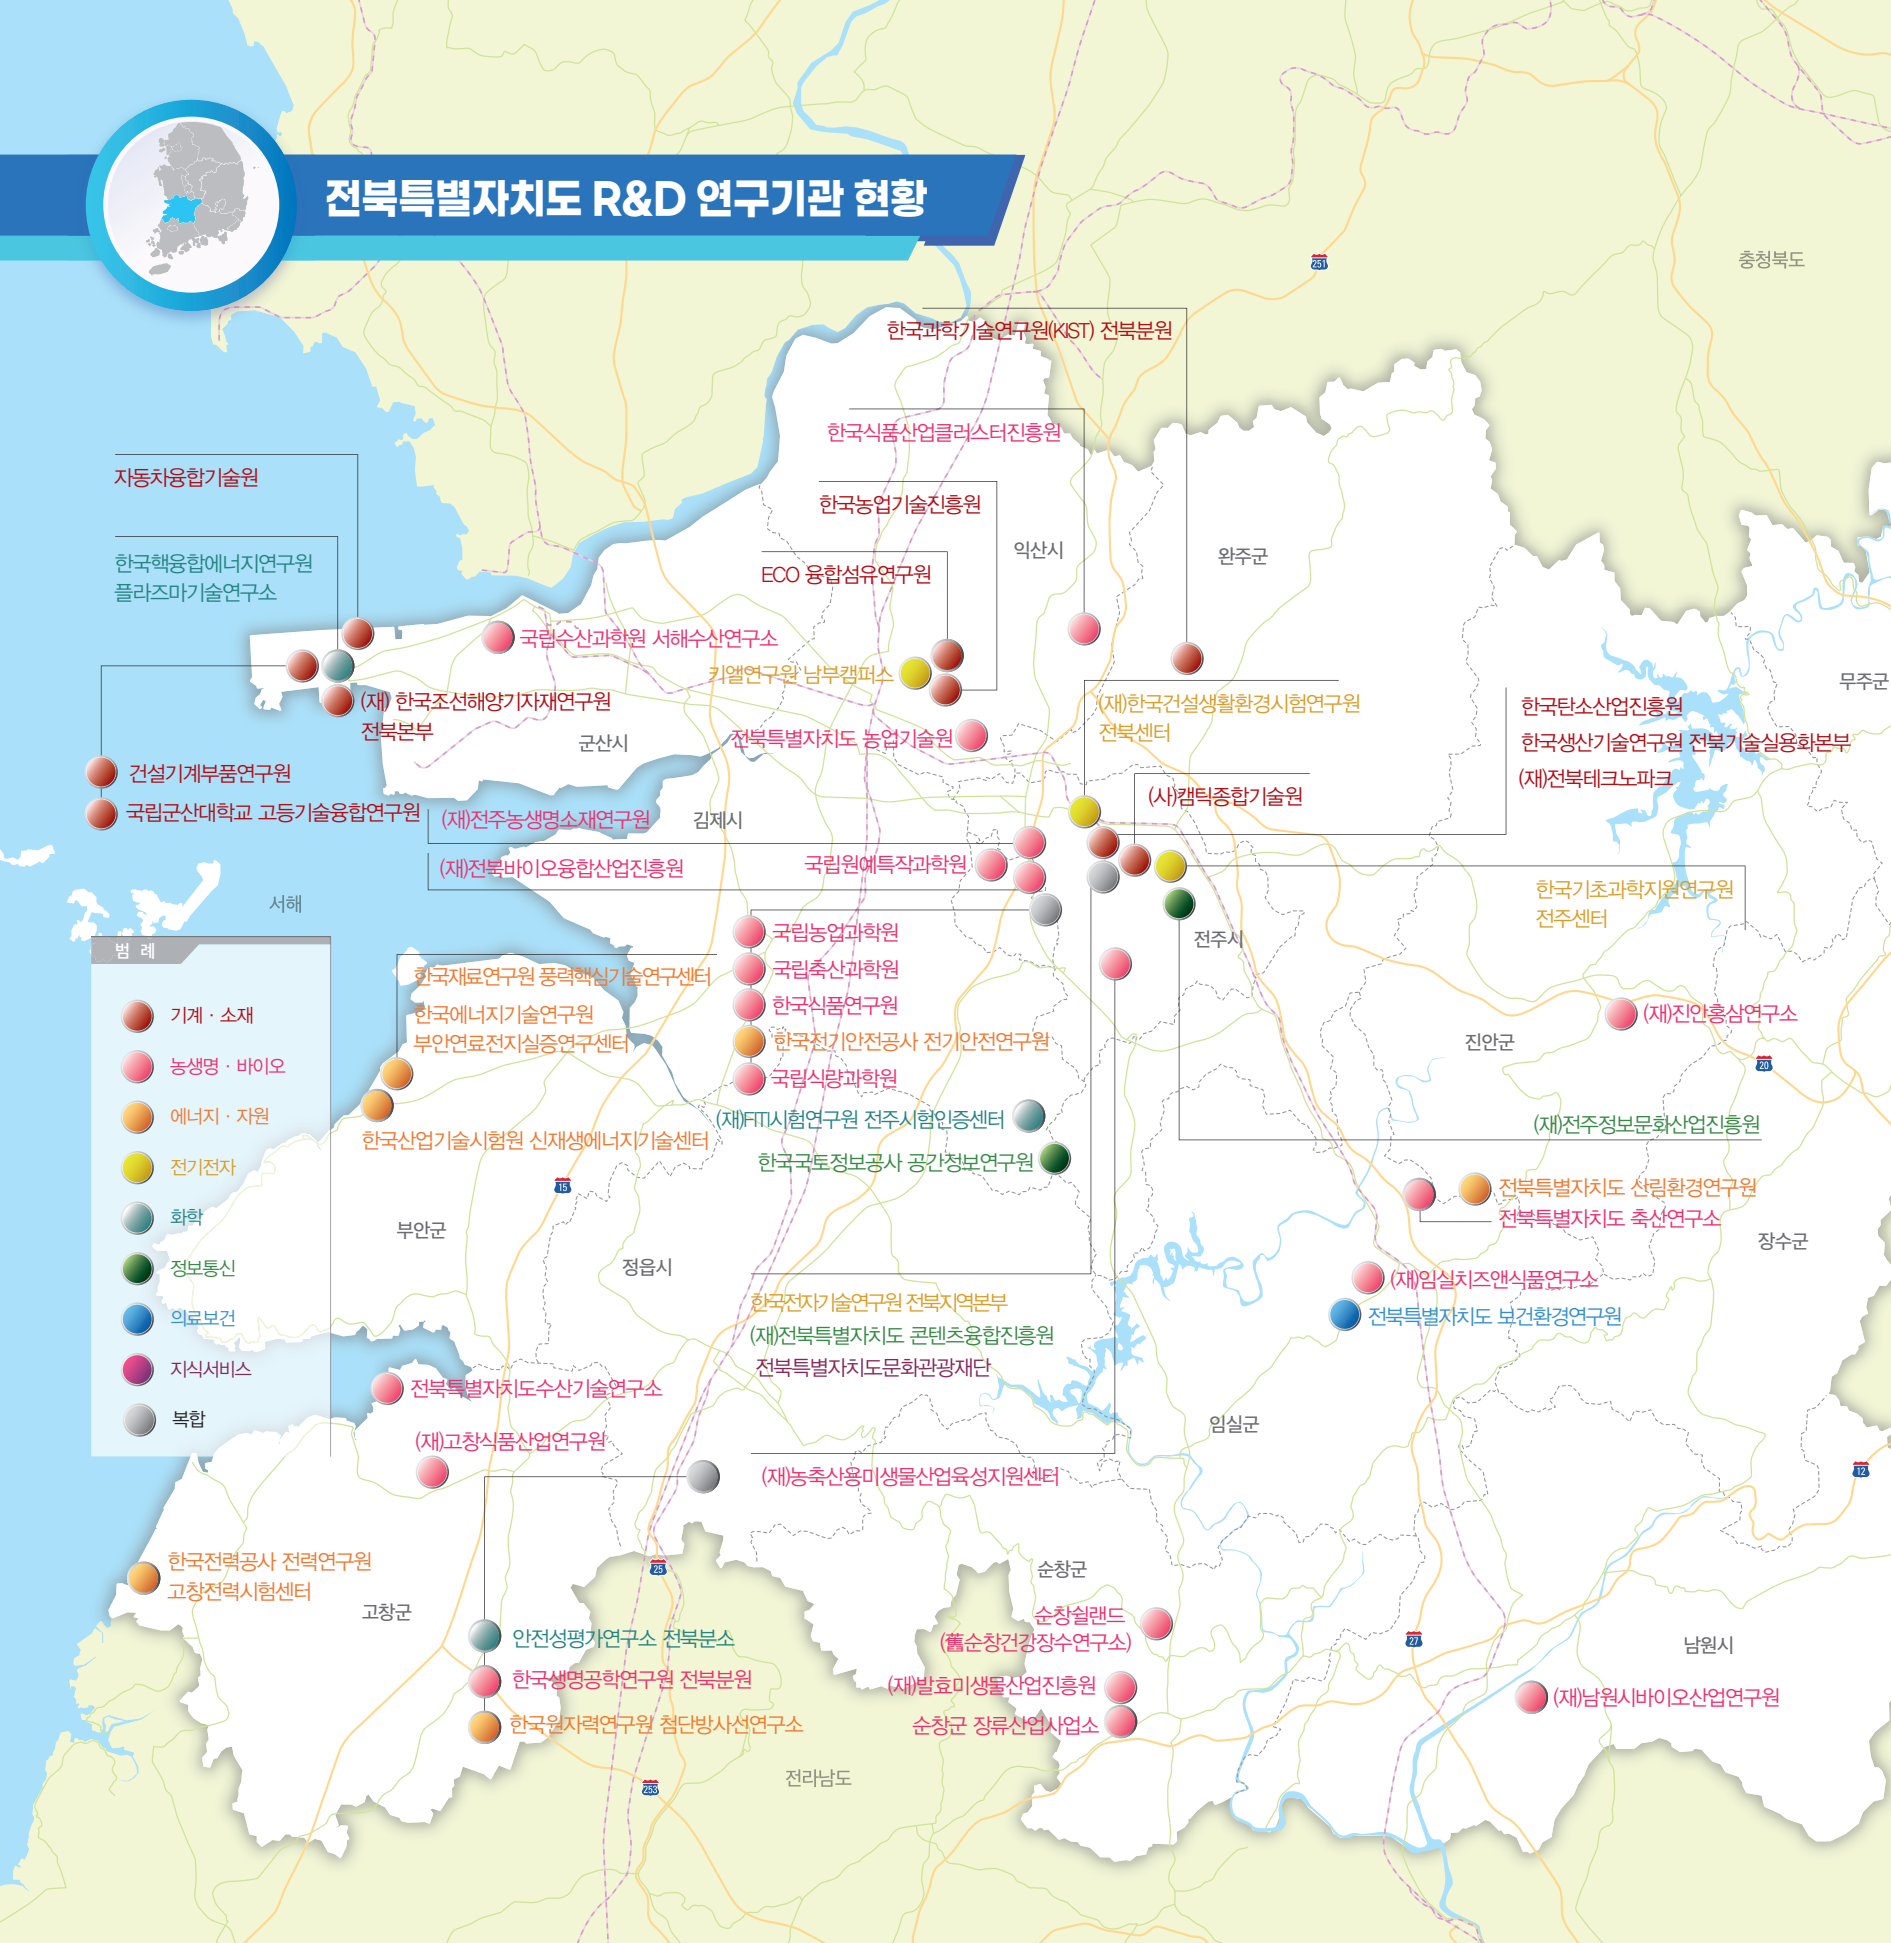 전북특별자치도 R&D 연구기관 현황
251
충청북도
한국과학기술연구원(KIST) 전북분원
한국식품산업클러스터진흥원
자동차융합기술원
한국농업기술진흥원
익산시
완주군
한국핵융합에너지연구원
플라즈마기술연구소
ECO 융합섬유연구원
국립수산과학원 서해수산연구소
키엘연구원 남부캠퍼스
무주군
(재) 한국조선해양기자재연구원
전북본부
(재)한국건설생활환경시험연구원
전북센터
한국탄소산업진흥원
한국생산기술연구원 전북기술실용화본부
(재)전북테크노파크
군산시
전북특별자치도 농업기술원
건설기계부품연구원
국립군산대학교 고등기술융합연구원
(사)캠틱종합기술원
(재)전주농생명소재연구원
김제시
(재)전북바이오융합산업진흥원
국립원예특작과학원
한국기초과학지원연구원
전주센터
서해
국립농업과학원
전주시
범 례
국립축산과학원
한국재료연구원 풍력핵심기술연구센터
한국식품연구원
한국에너지기술연구원
부안연료전지실증연구센터
한국전기안전공사 전기안전연구원
국립식량과학원
기계 · 소재
농생명 · 바이오
에너지 · 자원
전기전자
화학
정보통신
의료보건
지식서비스
복합
(재)진안홍삼연구소
진안군
20
(재)FITI시험연구원 전주시험인증센터
(재)전주정보문화산업진흥원
한국산업기술시험원 신재생에너지기술센터
한국국토정보공사 공간정보연구원
15
전북특별자치도 산림환경연구원
전북특별자치도 축산연구소
부안군
정읍시
장수군
(재)임실치즈앤식품연구소
전북특별자치도 보건환경연구원
한국전자기술연구원 전북지역본부
(재)전북특별자치도 콘텐츠융합진흥원
전북특별자치도문화관광재단
전북특별자치도수산기술연구소
임실군
(재)고창식품산업연구원
(재)농축산용미생물산업육성지원센터
12
한국전력공사 전력연구원
고창전력시험센터
25
순창군
고창군
순창쉴랜드
(舊순창건강장수연구소)
안전성평가연구소 전북분소
27
남원시
한국생명공학연구원 전북분원
(재)발효미생물산업진흥원
(재)남원시바이오산업연구원
한국원자력연구원 첨단방사선연구소
순창군 장류산업사업소
전라남도
253